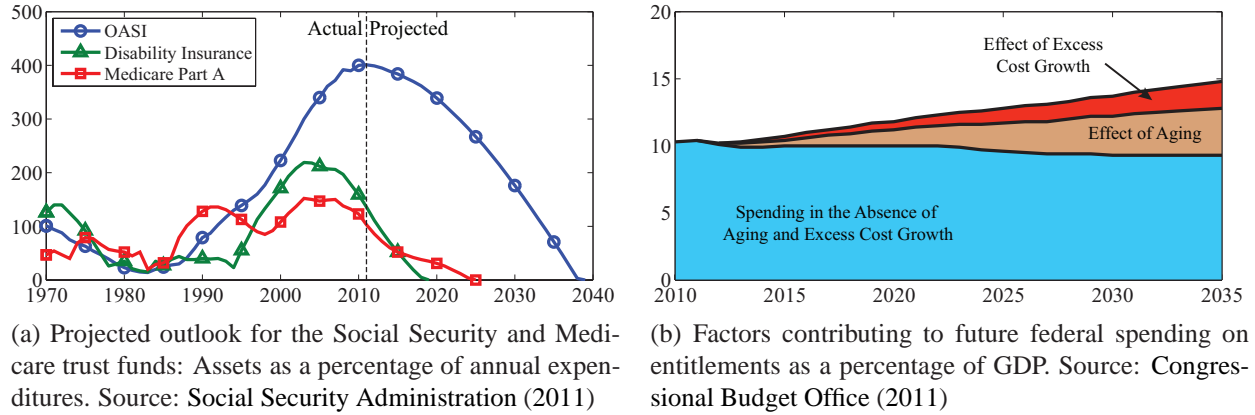 OASI
Disability Insurance
Medicare Part A
Actual Projected
500
400
300
200
100
0
1970 1980 1990 2000 2010 2020 2030 2040
(a) Projected outlook for the Social Security and Medi-
care trust funds: Assets as a percentage of annual expen-
ditures. Source: Social Security Administration (2011)
20
15
10
5
0
Effect of Excess
Cost Growth
Effect of Aging
Spending in the Absence of
Aging and Excess Cost Growth
2010 2015 2020 2025 2030 2035
(b) Factors contributing to future federal spending on
entitlements as a percentage of GDP. Source: Congres-
sional Budget Office (2011)